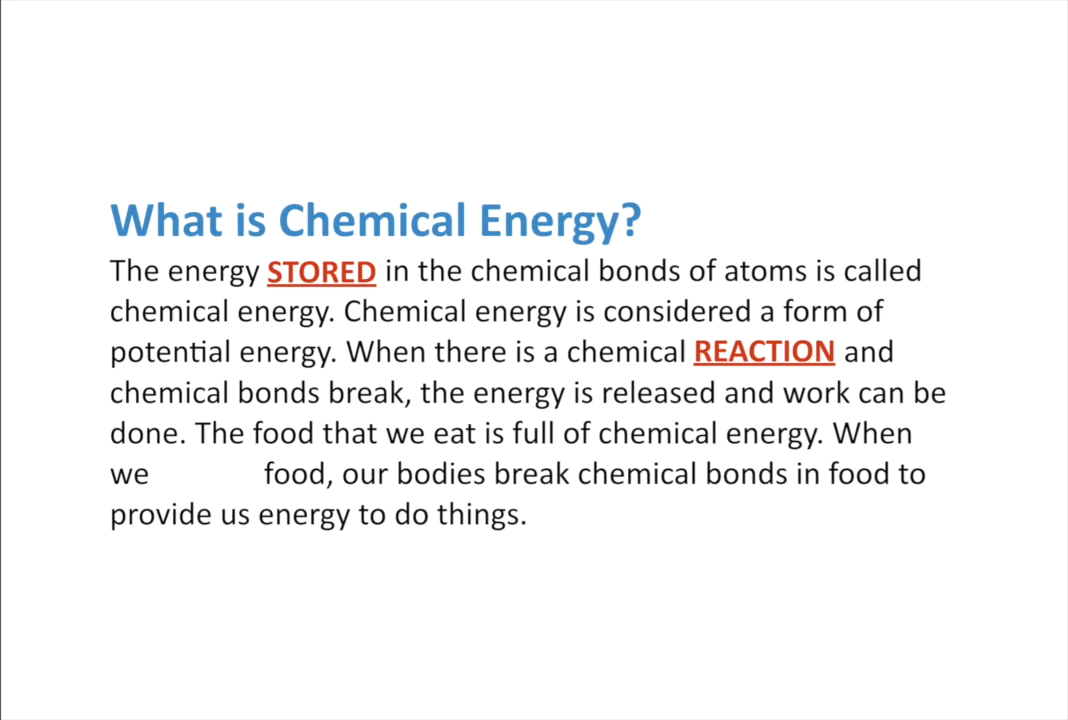 What is Chemical Energy?
The energy STORED in the chemical bonds of atoms is called
chemical energy. Chemical energy is considered a form of
potential energy. When there is a chemical REACTION and
chemical bonds break, the energy is released and work can be
done. The food that we eat is full of chemical energy. When
we food, our bodies break chemical bonds in food to
provide us energy to do things.